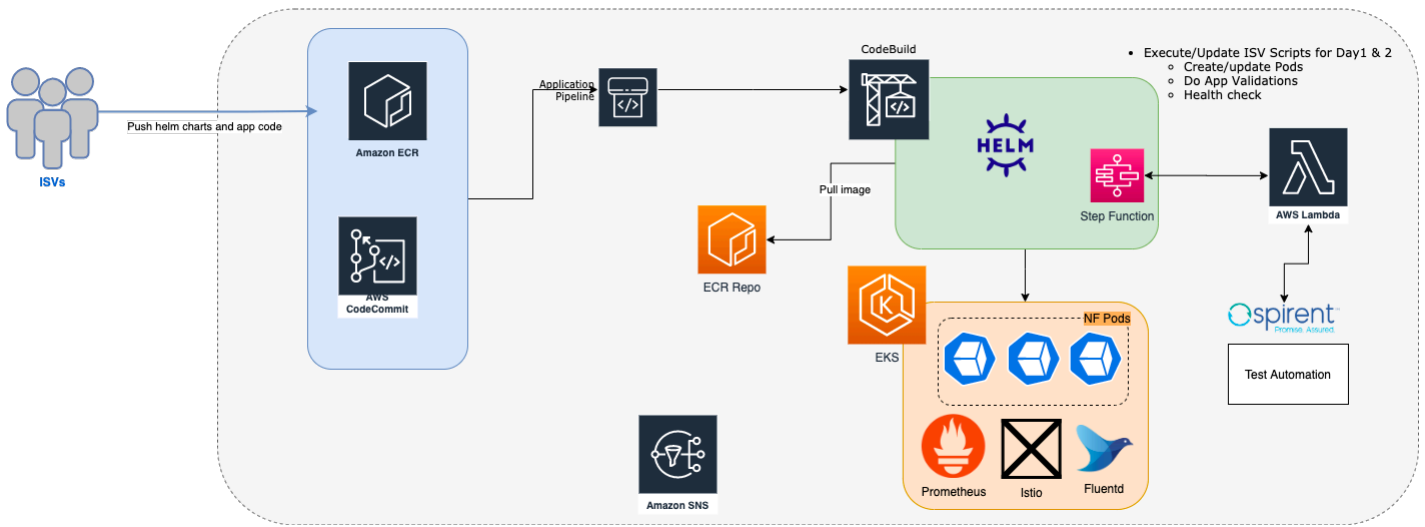 CodeBuild
Execute/Update ISV Scripts for Day1 & 2
Create/update Pods
Do App Validations
Health check
Application
Pipeline
Push helm charts and app code
Amazon ECR
HELM
ISVs
Pull image
Step Function
AWS Lambda
ECR Repo
AWS
CodeCommit
spirent
Promise. Assured.
NF Pods
EKS
Test Automation
Prometheus
Istio
Fluentd
Amazon SNS